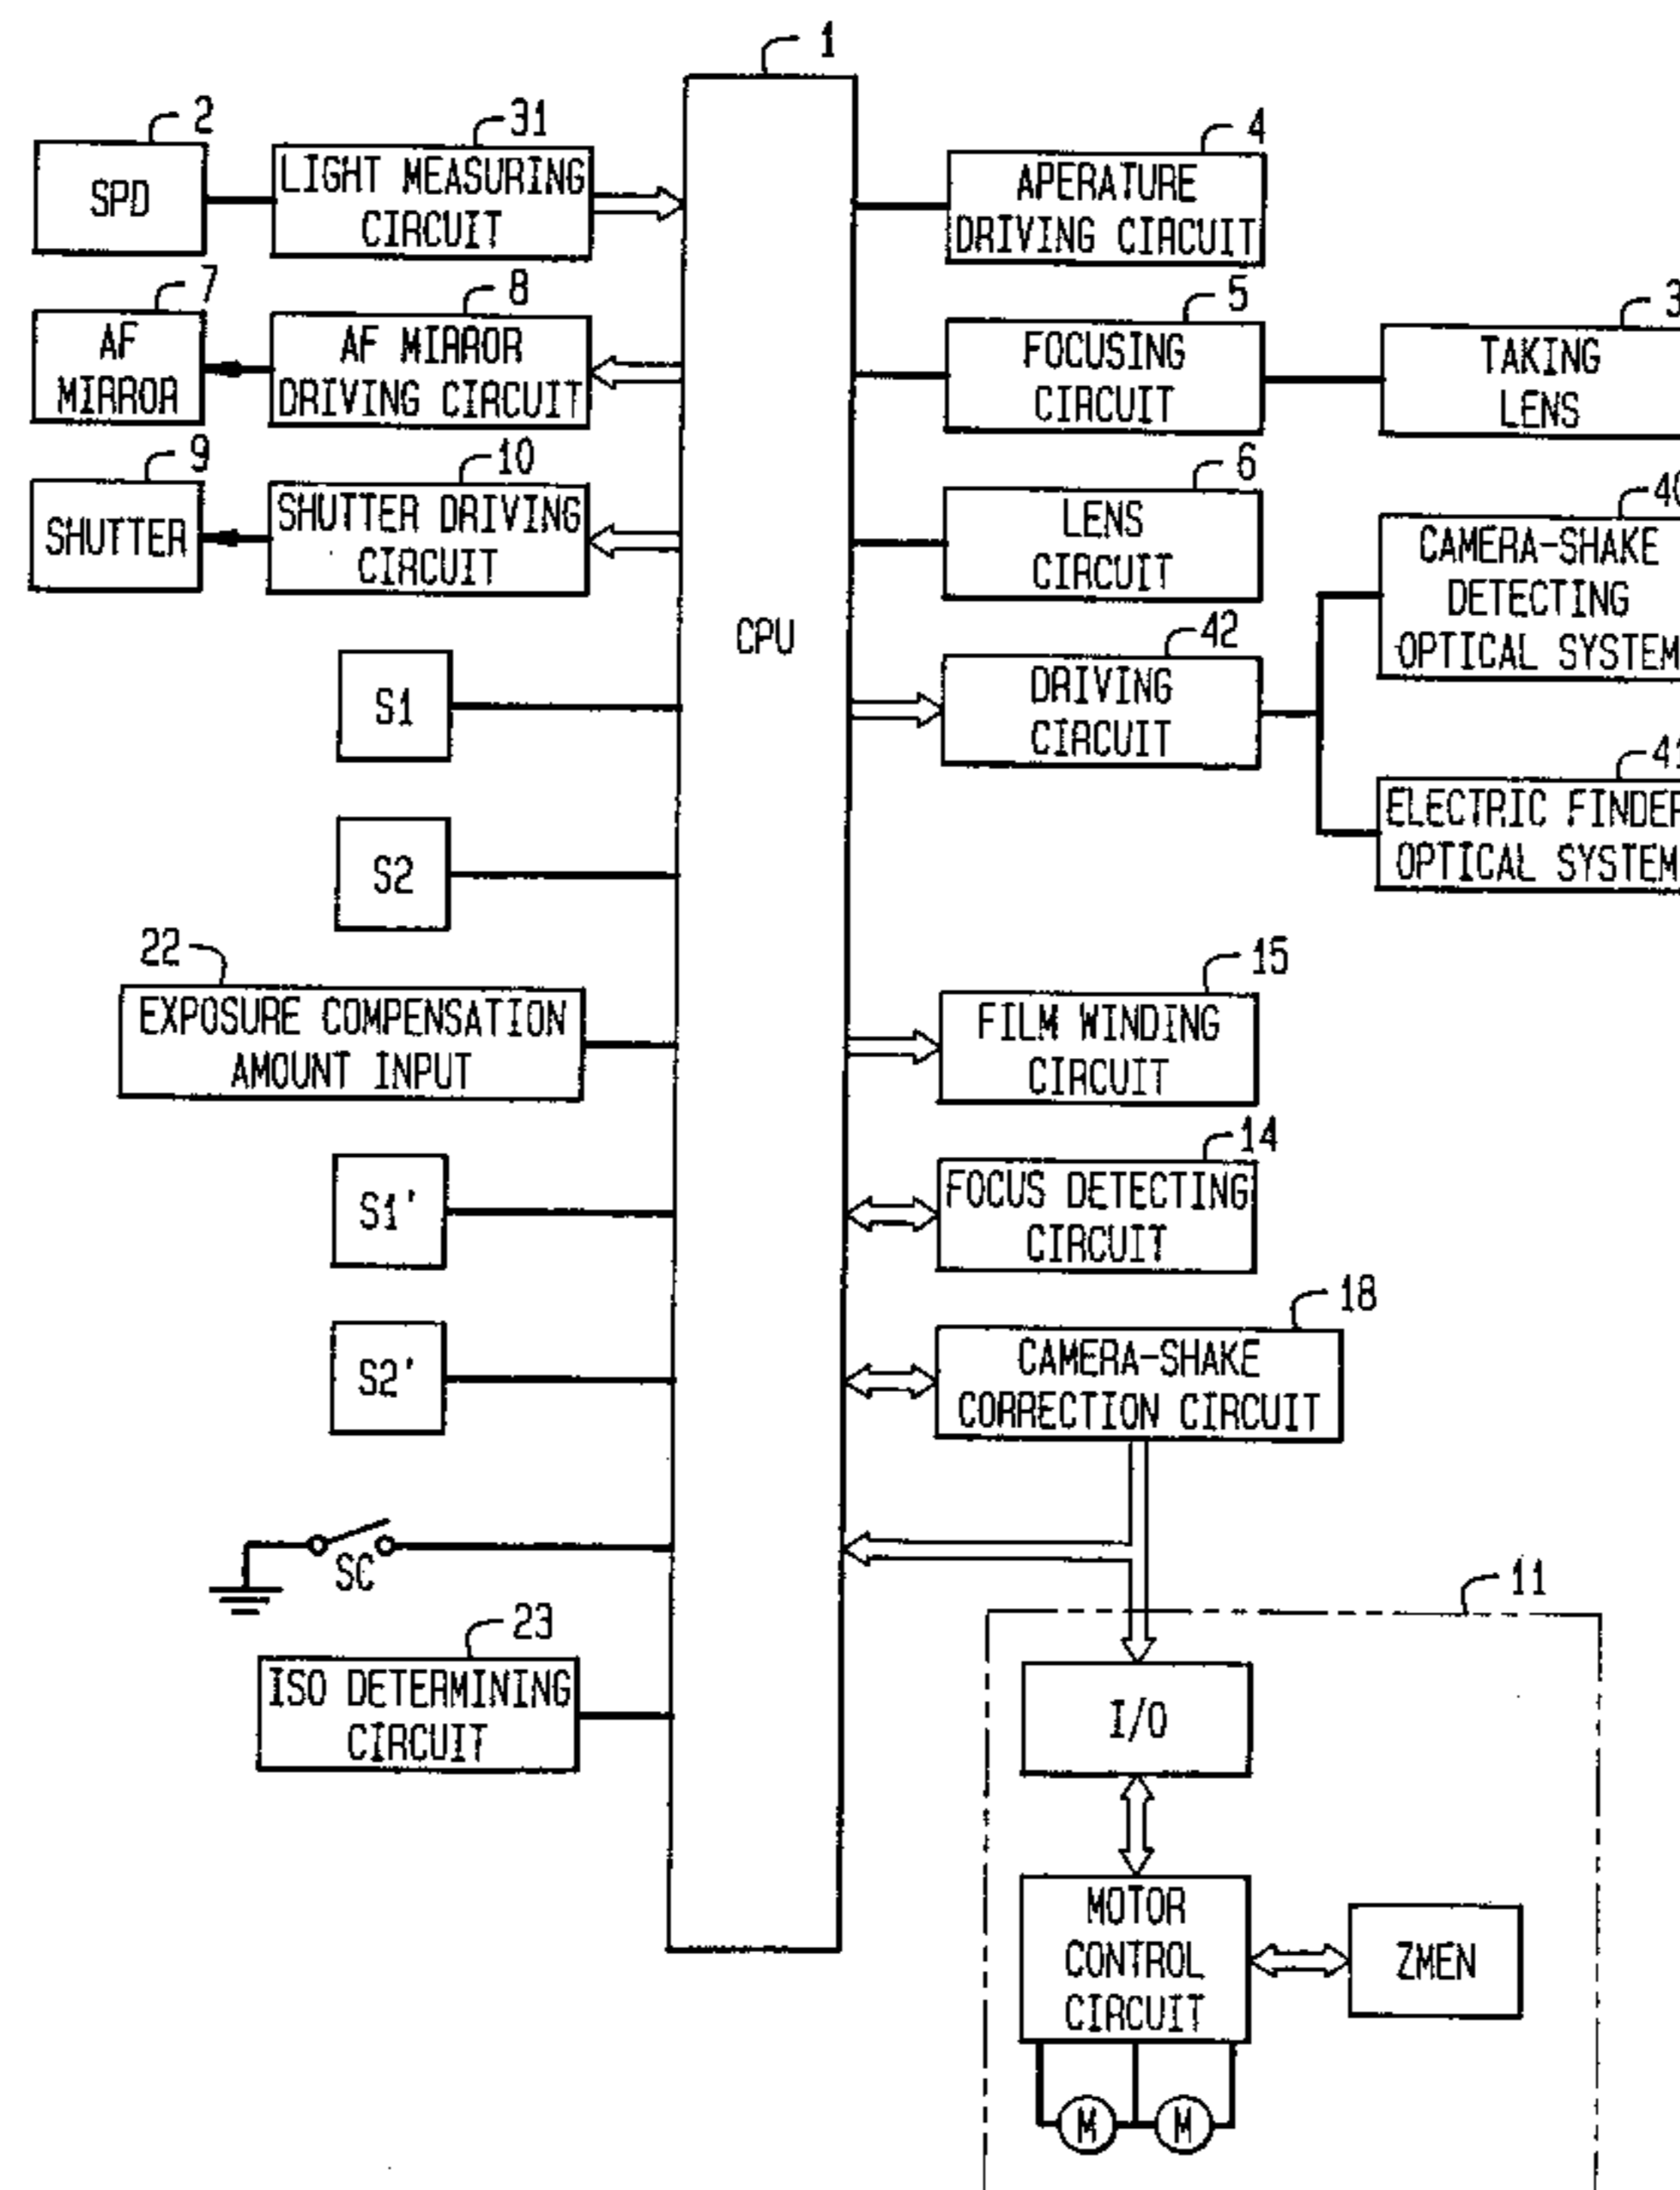 1
2
SPD
31
LIGHT MEASURING
CIRCUIT
4
APERATURE
DRIVING CIRCUIT
7
AF
MIRROR
8
AF MIRROR
DRIVING CIRCUIT
5
FOCUSING
CIRCUIT
3
TAKING
LENS
9
SHUTTER
10
SHUTTER DRIVING
CIRCUIT
6
LENS
CIRCUIT
40
CAMERA-SHAKE
DETECTING
OPTICAL SYSTEM
CPU
S1
42
DRIVING
CIRCUIT
41
ELECTRIC FINDER
OPTICAL SYSTEM
S2
22
EXPOSURE COMPENSATION
AMOUNT INPUT
15
FILM WINDING
CIRCUIT
S1'
14
FOCUS DETECTING
CIRCUIT
S2'
18
CAMERA-SHAKE
CORRECTION CIRCUIT
SC
11
23
ISO DETERMINING
CIRCUIT
I/O
MOTOR
CONTROL
CIRCUIT
ZMEN
M M